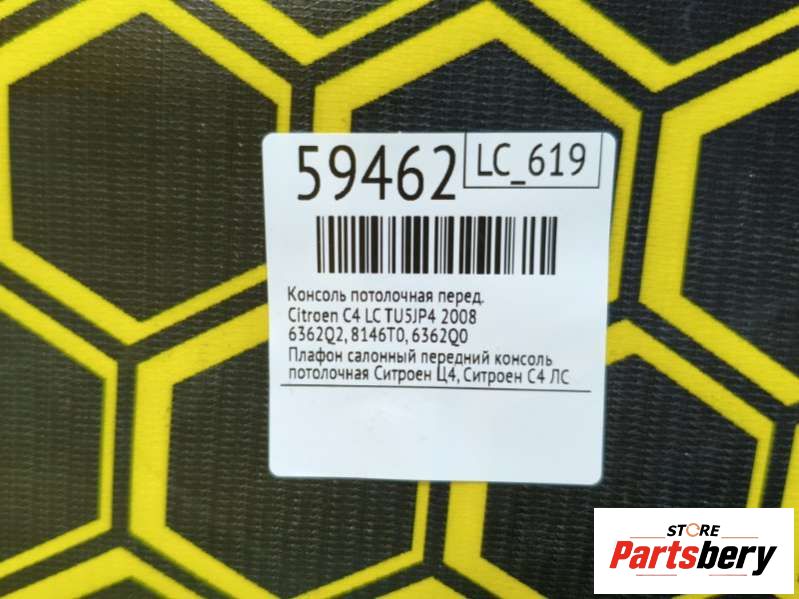 59462
LC_619
Консоль потолочная перед.
Citroen C4 LC TU5JP4 2008
6362Q2, 8146T0, 6362Q0
Плафон салонный передний консоль
потолочная Ситроен Ц4, Ситроен С4 ЛС
STORE
Partsbery